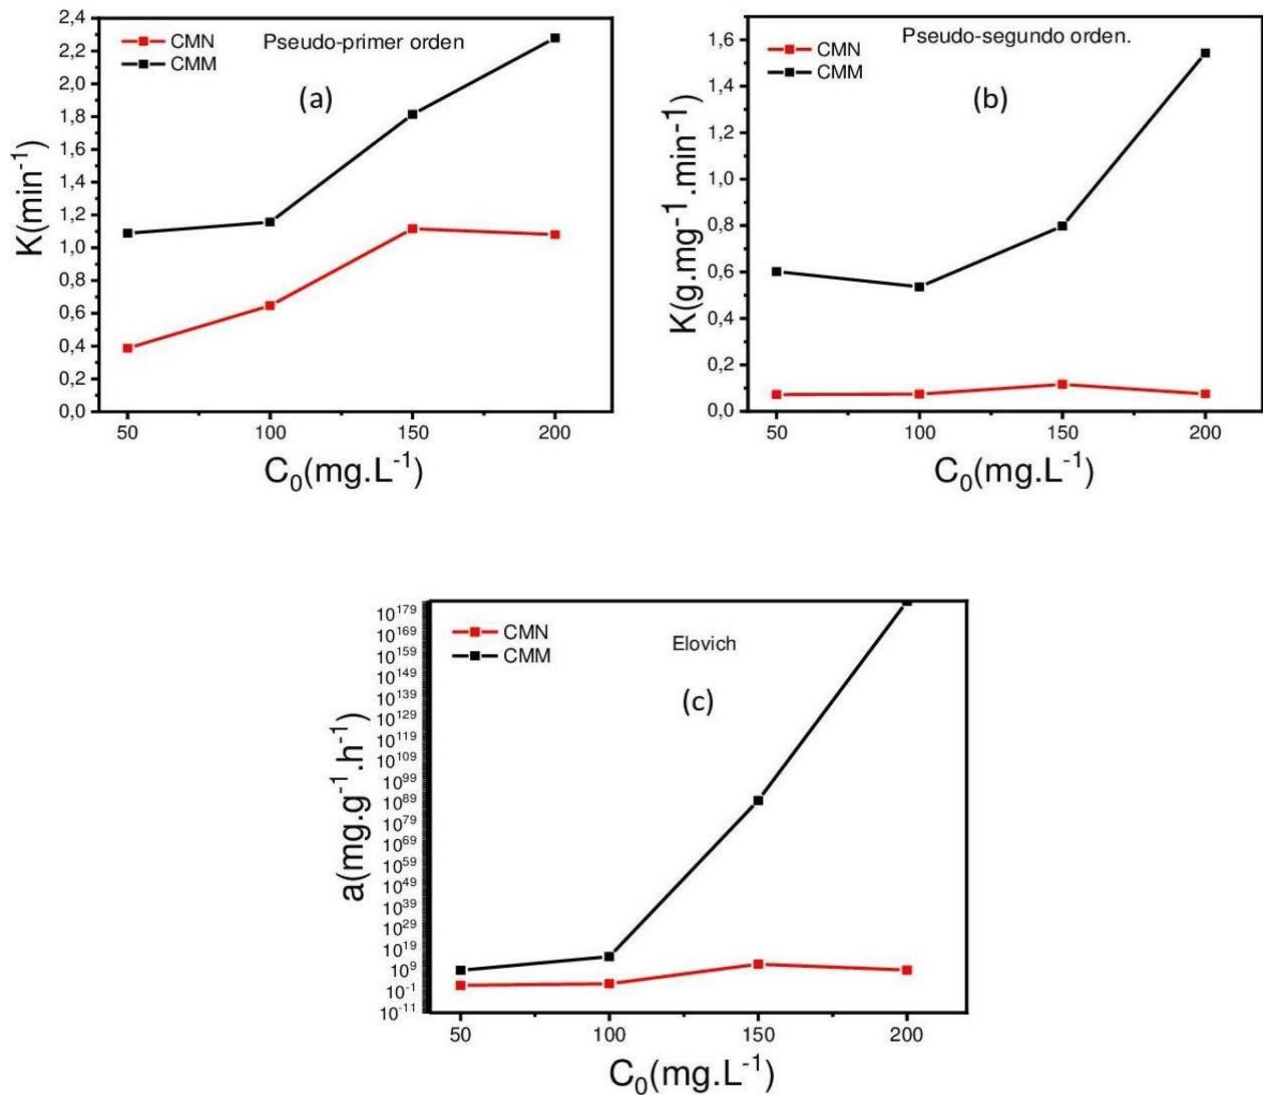 2,4
2,2
2,0
1,8
1,6
1,4
1,2
1,0
0,8
0,6
0,4
0,2
0,0
K(min⁻¹)
CMN
CMM
Pseudo-primer orden
(a)
50 100 150 200
C₀(mg.L⁻¹)
1,6
1,4
1,2
1,0
0,8
0,6
0,4
0,2
0,0
K(g.mg⁻¹.min⁻¹)
CMN
CMM
Pseudo-segundo orden.
(b)
50 100 150 200
C₀(mg.L⁻¹)
10¹⁷⁹
10¹⁶⁹
10¹⁵⁹
10¹⁴⁹
10¹³⁹
10¹²⁹
10¹¹⁹
10¹⁰⁹
10⁹⁹
10⁸⁹
10⁷⁹
10⁶⁹
10⁵⁹
10⁴⁹
10³⁹
10²⁹
10¹⁹
10⁹
10⁻¹
10⁻¹¹
a(mg.g⁻¹.h⁻¹)
CMN
CMM
Elovich
(c)
50 100 150 200
C₀(mg.L⁻¹)